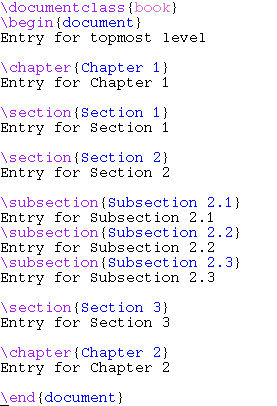 \documentclass{book}
\begin{document}
Entry for topmost level

\chapter{Chapter 1}
Entry for Chapter 1

\section{Section 1}
Entry for Section 1

\section{Section 2}
Entry for Section 2

\subsection{Subsection 2.1}
Entry for Subsection 2.1
\subsection{Subsection 2.2}
Entry for Subsection 2.2
\subsection{Subsection 2.3}
Entry for Subsection 2.3

\section{Section 3}
Entry for Section 3

\chapter{Chapter 2}
Entry for Chapter 2

\end{document}